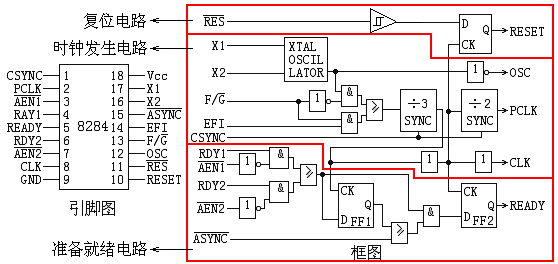 复位电路
时钟发生电路
准备就绪电路
CSYNC 1 18 Vcc
PCLK 2 17 X1
AEN1 3 16 X2
RAY1 4 15 ASYNC
READY 5 8284 14 EFI
RDY2 6 13 F/G
AEN2 7 12 OSC
CLK 8 11 RES
GND 9 10 RESET
引脚图
RES
D
Q
CK
RESET
X1
X2
XTAL
OSCIL
LATOR
1
OSC
F/G
1
&
&
≥
EFI
CSYNC
÷3
SYNC
÷2
SYNC
PCLK
1
1
CLK
RDY1
AEN1
1
&
RDY2
AEN2
1
&
≥
CK
Q
D
FF1
≥
&
CK
Q
D
FF2
READY
ASYNC
框图